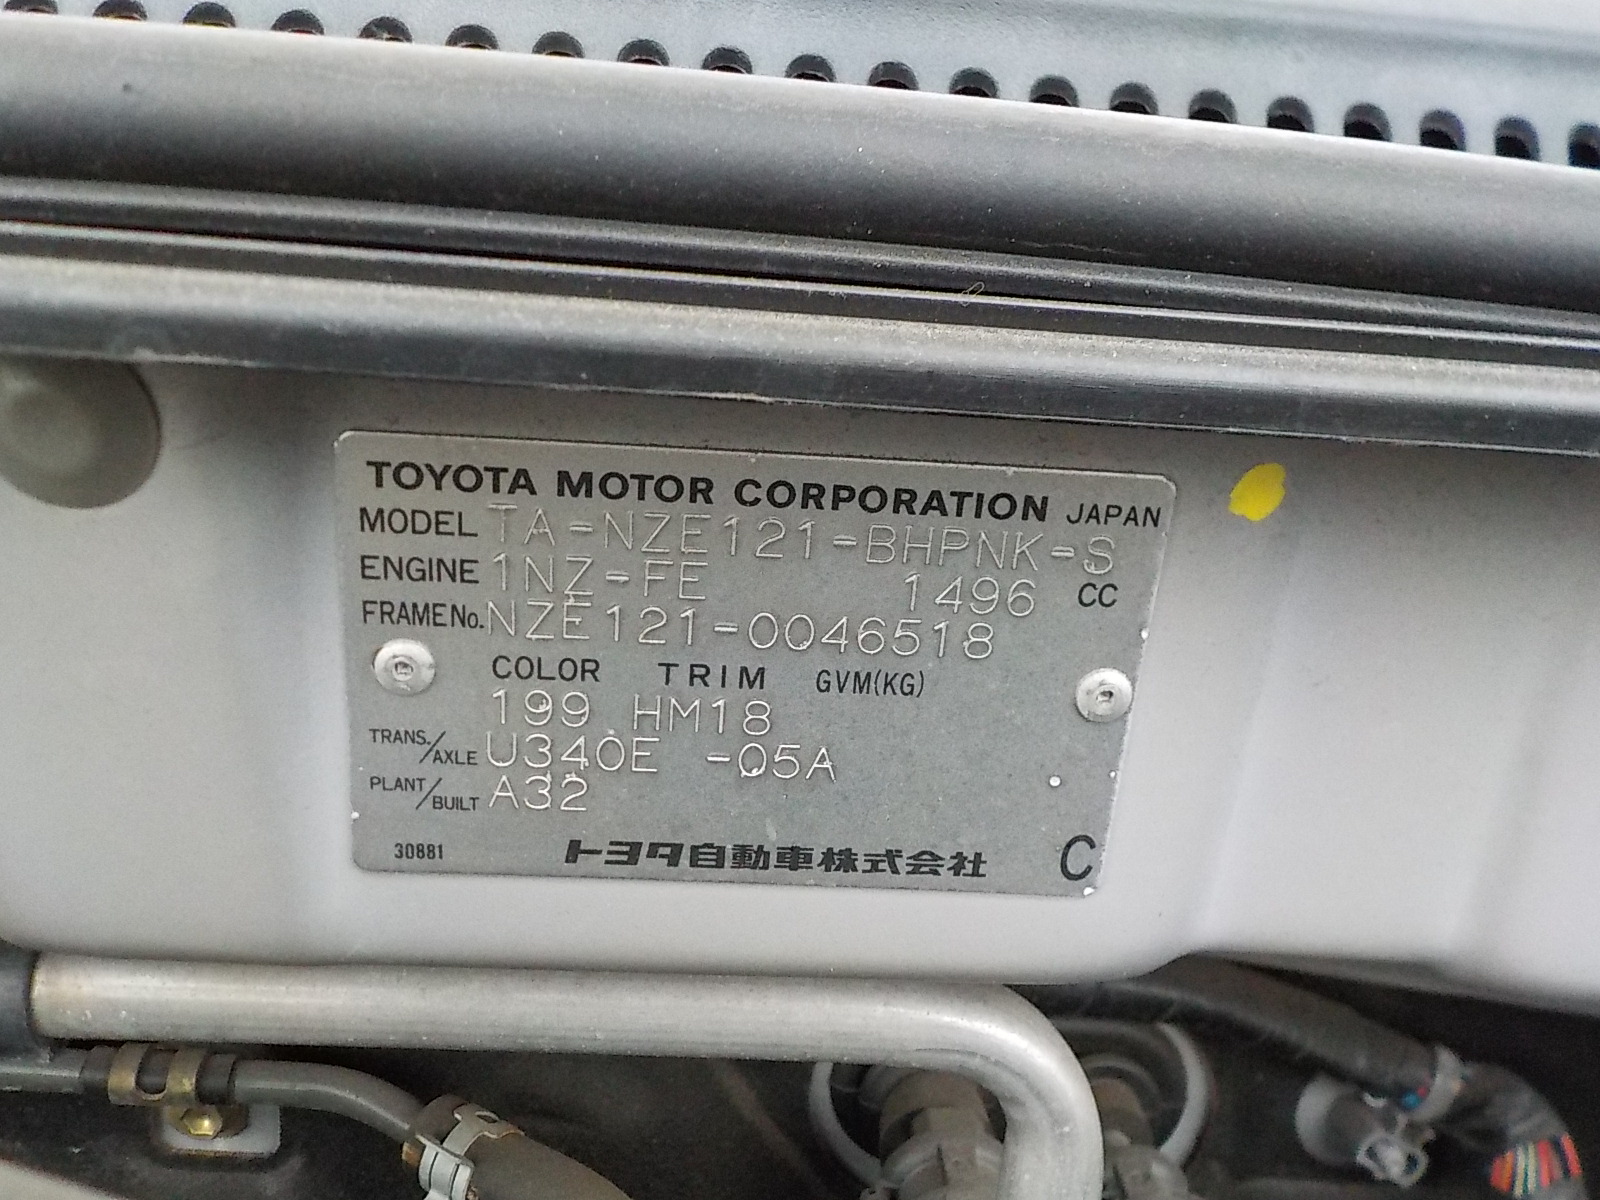 TOYOTA MOTOR CORPORATION JAPAN
MODEL TA-NZE121-BHPNK-S
ENGINE 1NZ-FE 1496 CC
FRAME No. NZE121-0046518
COLOR TRIM GVM(KG)
199 HM18
TRANS./AXLE U340E -05A
PLANT/BUILT A32
30881 トヨタ自動車株式会社 C